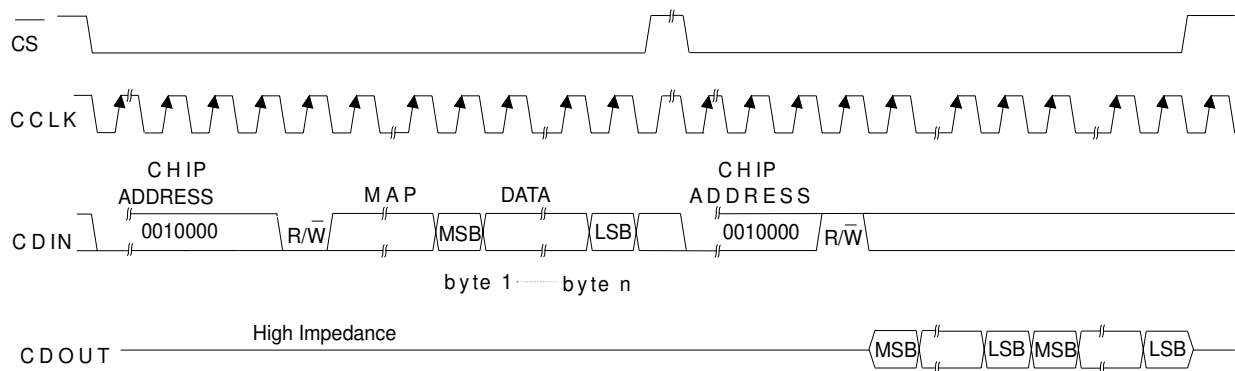 CS
CCLK
CHIP
ADDRESS
MAP
DATA
CHIP
ADDRESS
CDIN
0010000
R/W
MSB
LSB
0010000
R/W
byte 1
byte n
High Impedance
CDOUT
MSB
LSB
MSB
LSB